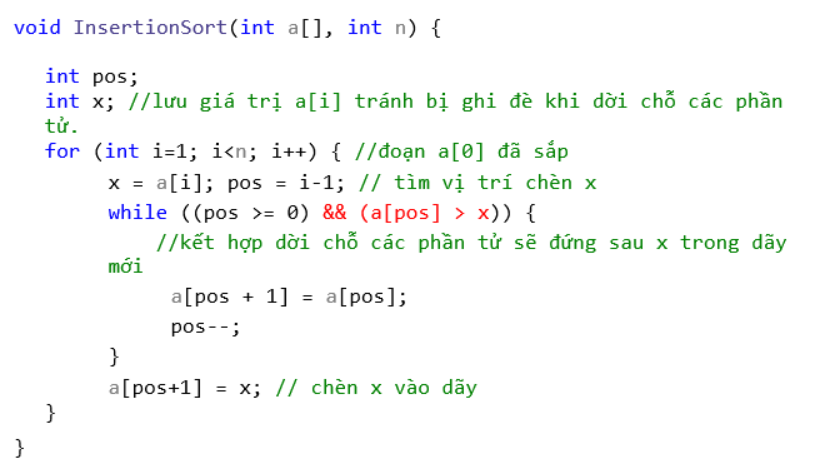 void InsertionSort(int a[], int n) {
int pos;
int x; //lưu giá trị a[i] tránh bị ghi đè khi dời chỗ các phần
tử.
for (int i=1; i<n; i++) { //đoạn a[0] đã sắp
x = a[i]; pos = i-1; // tìm vị trí chèn x
while ((pos >= 0) && (a[pos] > x)) {
//kết hợp dời chỗ các phần tử sẽ đứng sau x trong dãy
mới
a[pos + 1] = a[pos];
pos--;
}
a[pos+1] = x; // chèn x vào dãy
}
}